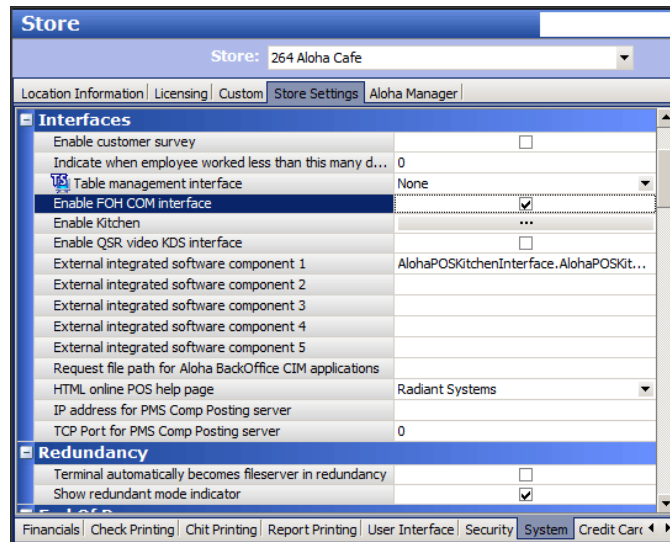 Store
Store: 264 Aloha Cafe
Location Information Licensing Custom Store Settings Aloha Manager
Interfaces
Enable customer survey
Indicate when employee worked less than this many d... 0
Table management interface None
Enable FOH COM interface
Enable Kitchen ...
Enable QSR video KDS interface
External integrated software component 1 AlohaPOSKitchenInterface.AlohaPOSKit...
External integrated software component 2
External integrated software component 3
External integrated software component 4
External integrated software component 5
Request file path for Aloha BackOffice CIM applications
HTML online POS help page Radiant Systems
IP address for PMS Comp Posting server
TCP Port for PMS Comp Posting server 0
Redundancy
Terminal automatically becomes fileserver in redundancy
Show redundant mode indicator
Financials Check Printing Chit Printing Report Printing User Interface Security System Credit Car